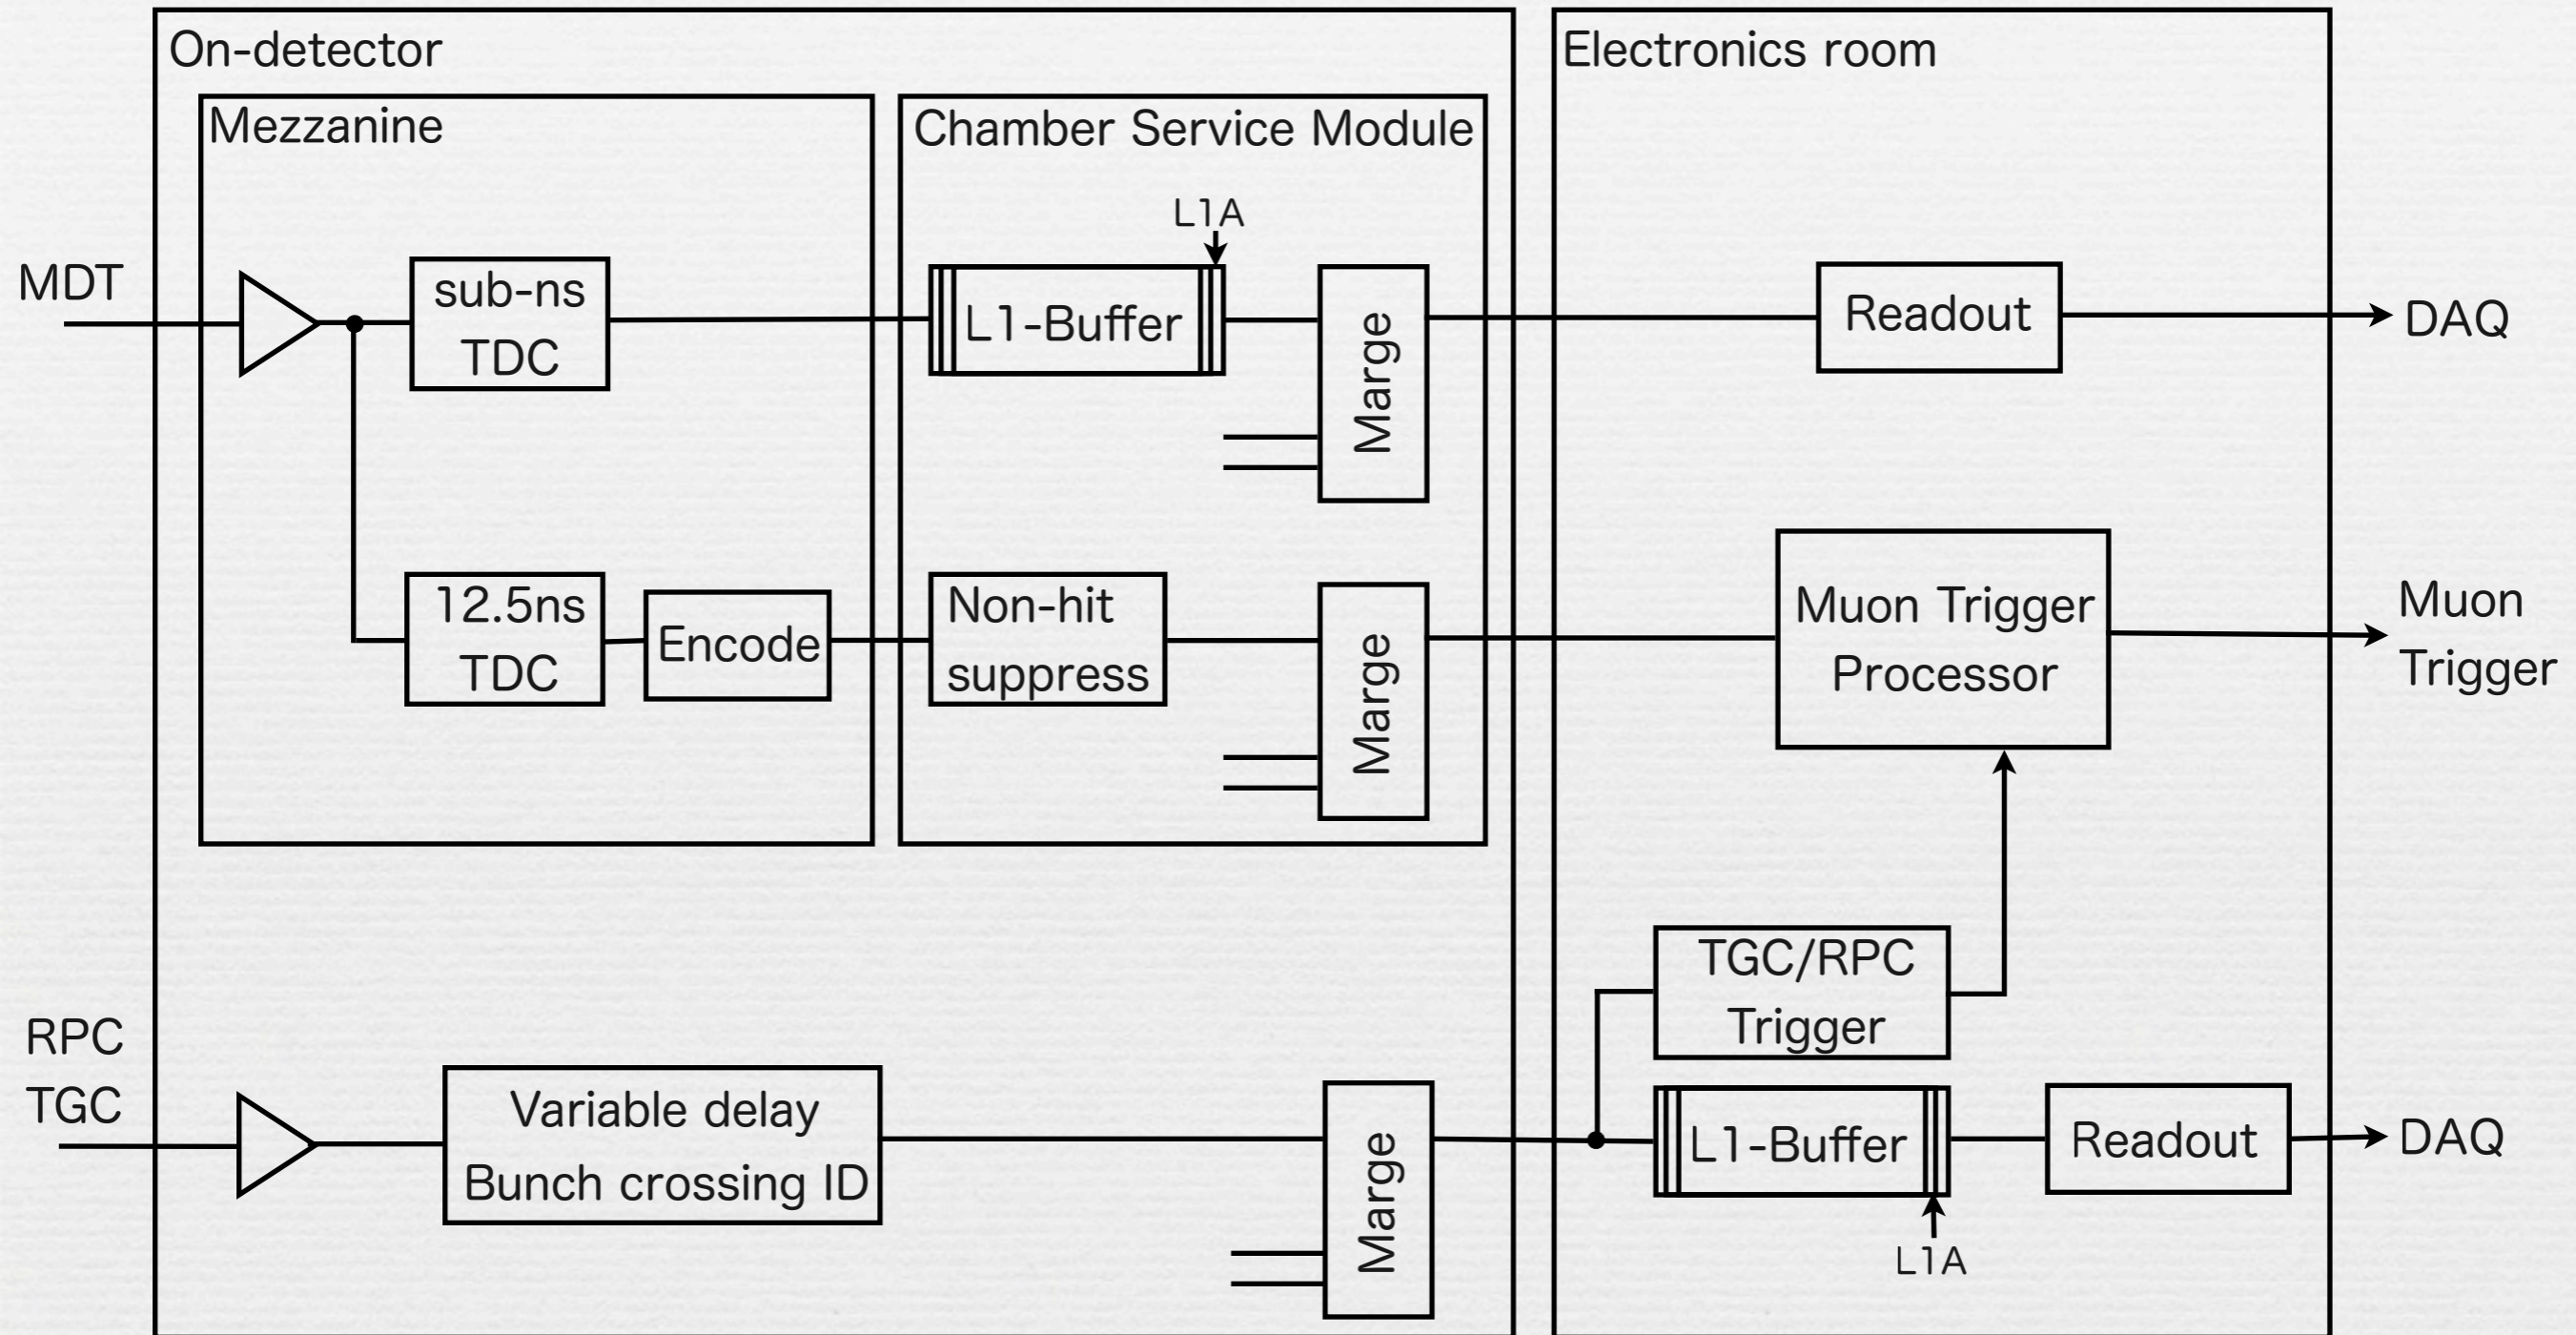 On-detector
Electronics room
Mezzanine
Chamber Service Module
L1A
MDT
sub-ns
TDC
L1-Buffer
Marge
Readout
DAQ
12.5ns
TDC
Encode
Non-hit
suppress
Marge
Muon Trigger
Processor
Muon
Trigger
TGC/RPC
Trigger
RPC
TGC
Variable delay
Bunch crossing ID
Marge
L1-Buffer
Readout
DAQ
L1A